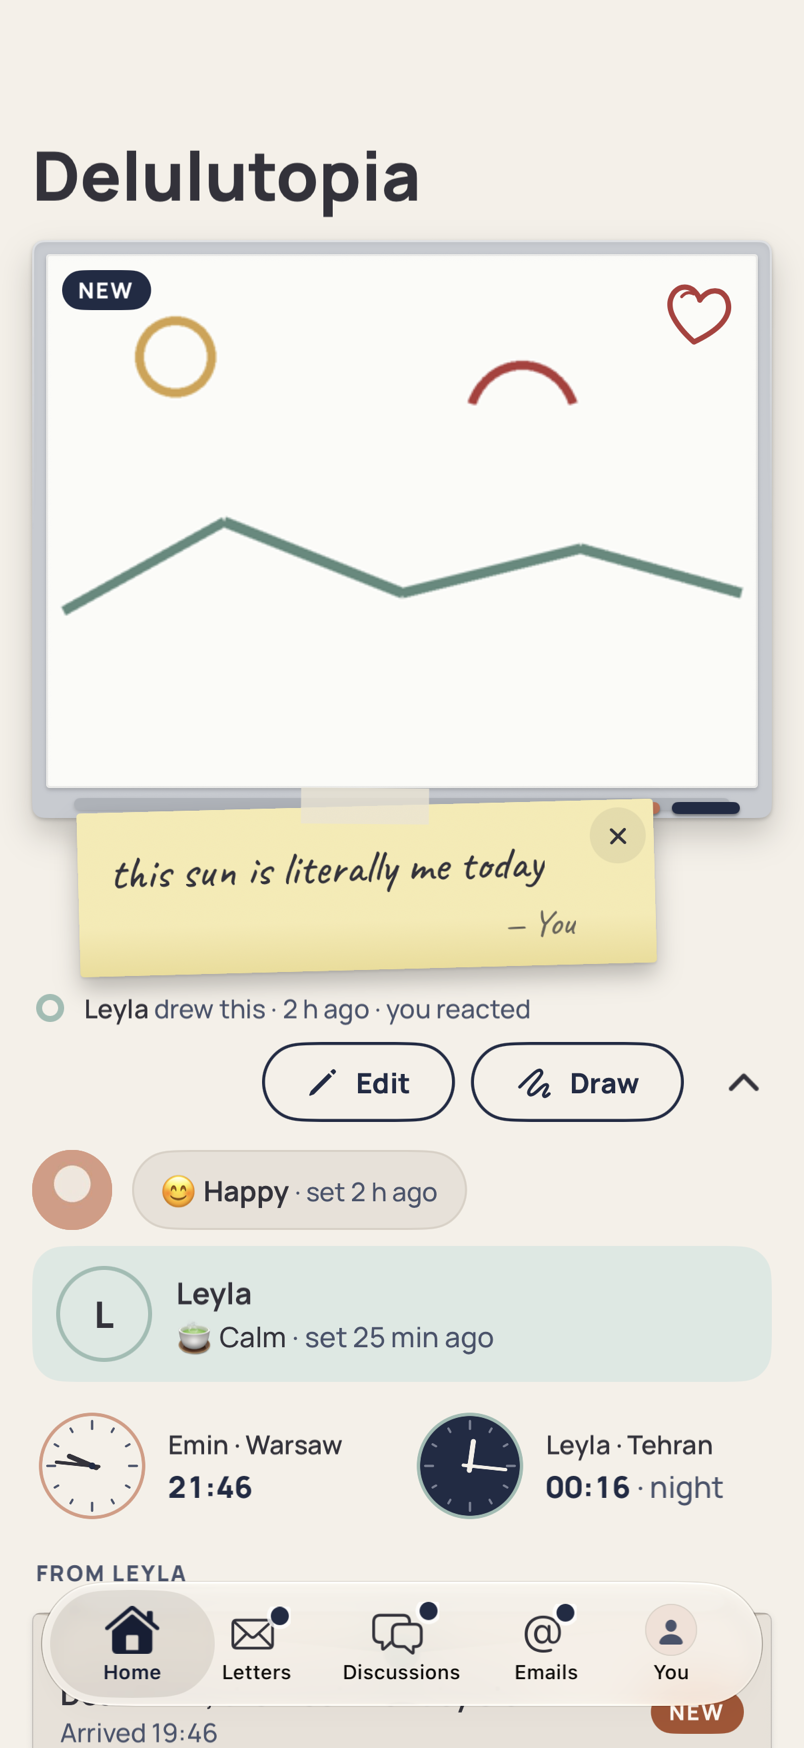 Delulutopia
NEW
this sun is literally me today
– You
Leyla drew this · 2 h ago · you reacted
Edit
Draw
😊 Happy · set 2 h ago
L
Leyla
🍵 Calm · set 25 min ago
Emin · Warsaw
21:46
Leyla · Tehran
00:16 · night
FROM LEYLA
Home
Letters
Discussions
@
Emails
You
NEW
Arrived 19:46